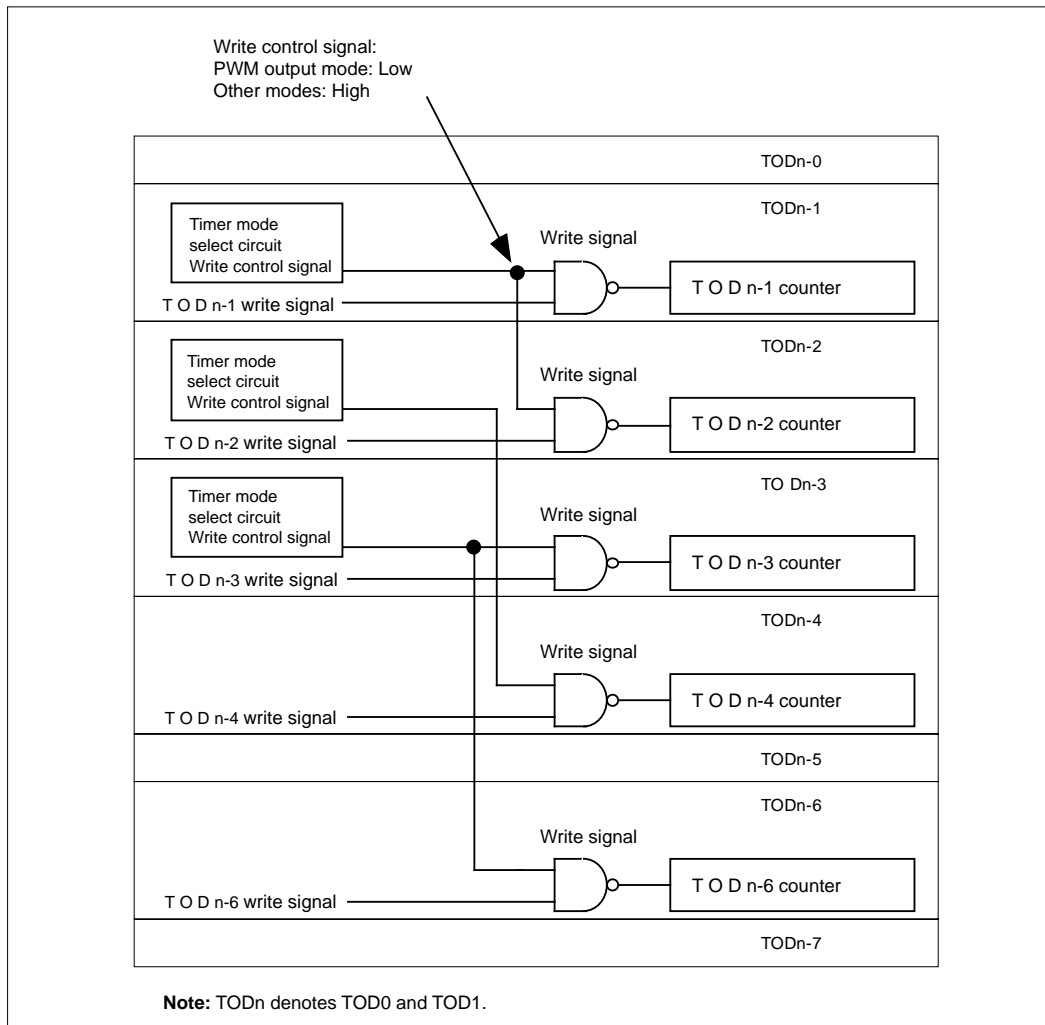 Write control signal:
PWM output mode: Low
Other modes: High
TODn-0
TODn-1
Timer mode
select circuit
Write control signal
Write signal
T O D n-1 counter
T O D n-1 write signal
TODn-2
Timer mode
select circuit
Write control signal
Write signal
T O D n-2 counter
T O D n-2 write signal
TO Dn-3
Timer mode
select circuit
Write control signal
Write signal
T O D n-3 counter
T O D n-3 write signal
TODn-4
Write signal
T O D n-4 counter
T O D n-4 write signal
TODn-5
TODn-6
Write signal
T O D n-6 counter
T O D n-6 write signal
TODn-7
Note: TODn denotes TOD0 and TOD1.